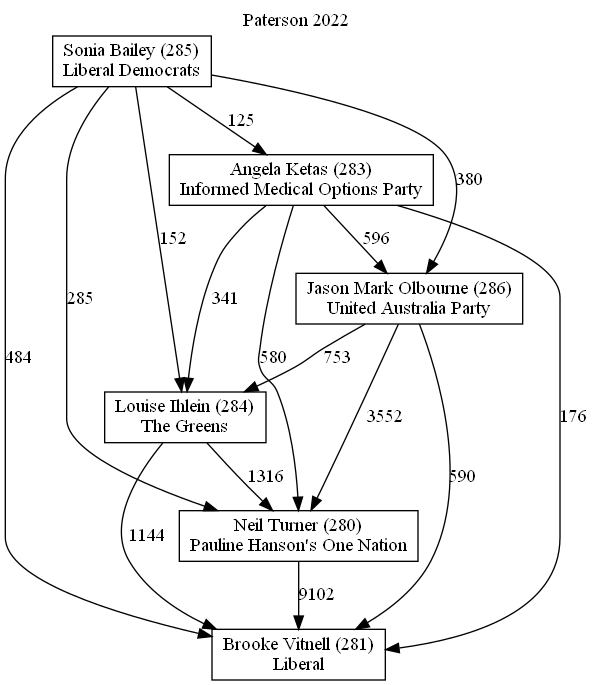 Paterson 2022
Sonia Bailey (285)
Liberal Democrats
125
Angela Ketas (283)
Informed Medical Options Party
380
152
596
Jason Mark Olbourne (286)
United Australia Party
285
341
484
580
753
Louise Ihlein (284)
The Greens
3552
176
1316
590
Neil Turner (280)
Pauline Hanson's One Nation
1144
9102
Brooke Vitnell (281)
Liberal